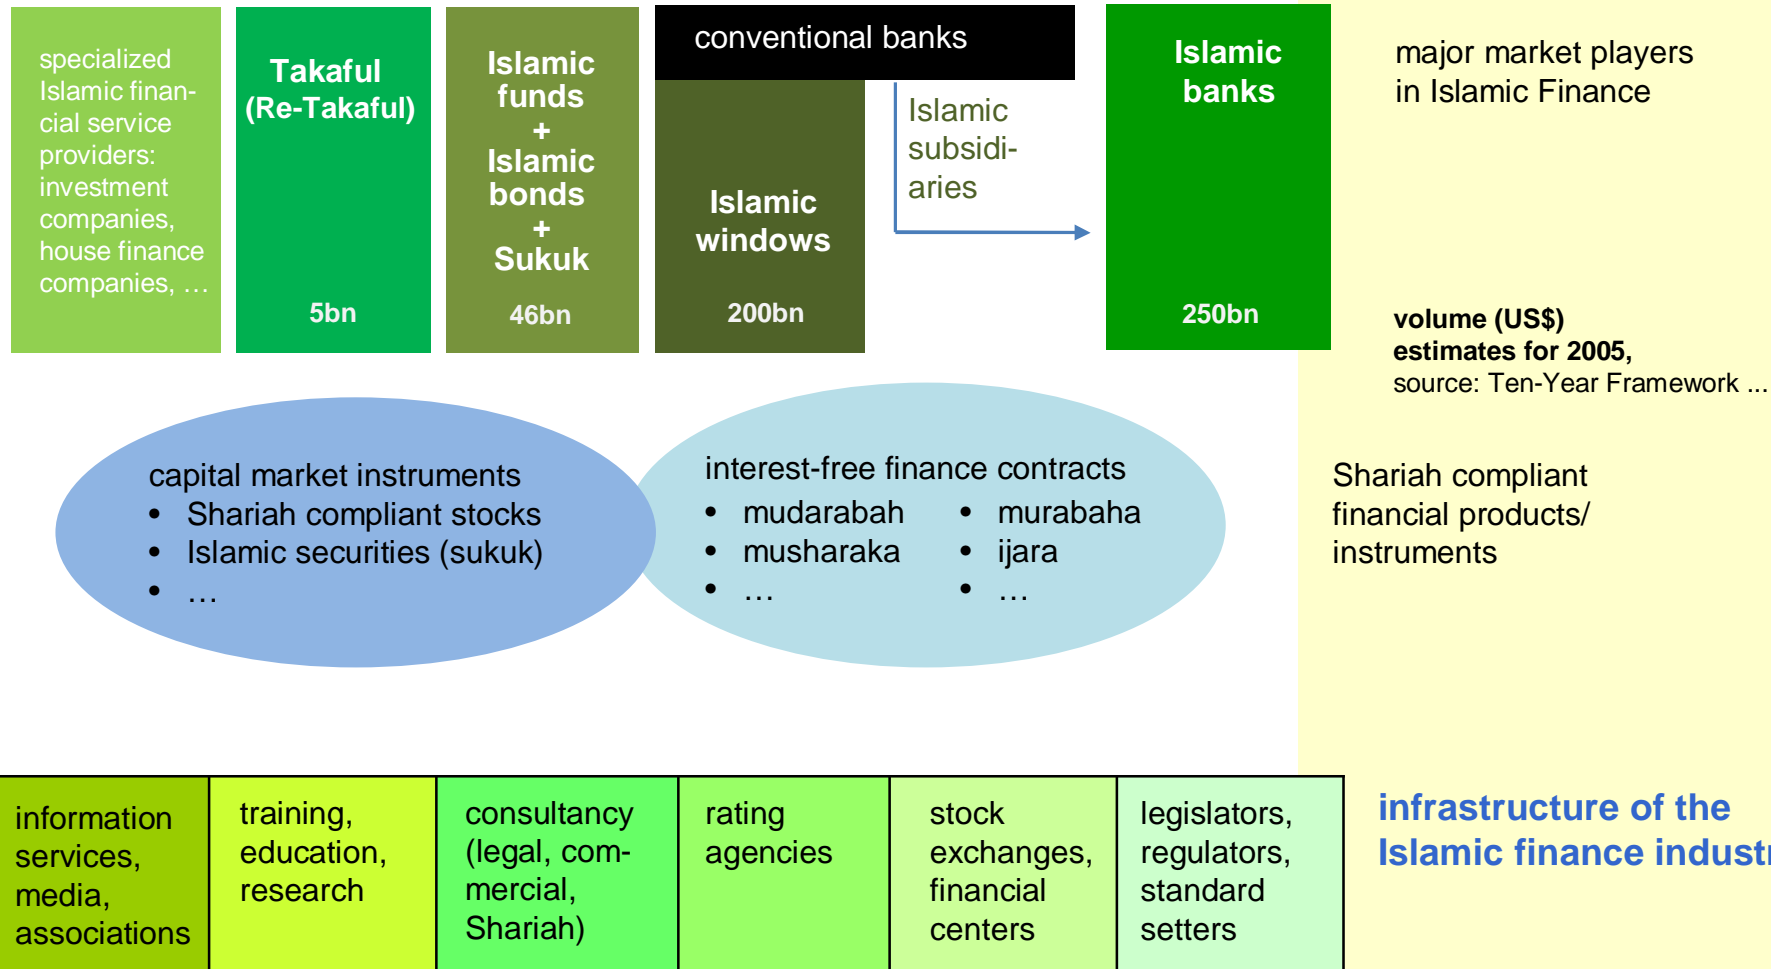 specialized
Islamic finan-
cial service
providers:
investment
companies,
house finance
companies, …
Takaful
(Re-Takaful)
5bn
Islamic
funds
+
Islamic
bonds
+
Sukuk
46bn
conventional banks
Islamic
windows
200bn
Islamic
subsidi-
aries
Islamic
banks
250bn
major market players
in Islamic Finance
volume (US$)
estimates for 2005,
source: Ten-Year Framework ...
capital market instruments
• Shariah compliant stocks
• Islamic securities (sukuk)
• …
interest-free finance contracts
• mudarabah • murabaha
• musharaka • ijara
• … • …
Shariah compliant
financial products/
instruments
information
services,
media,
associations
training,
education,
research
consultancy
(legal, com-
mercial,
Shariah)
rating
agencies
stock
exchanges,
financial
centers
legislators,
regulators,
standard
setters
infrastructure of the
Islamic finance industr